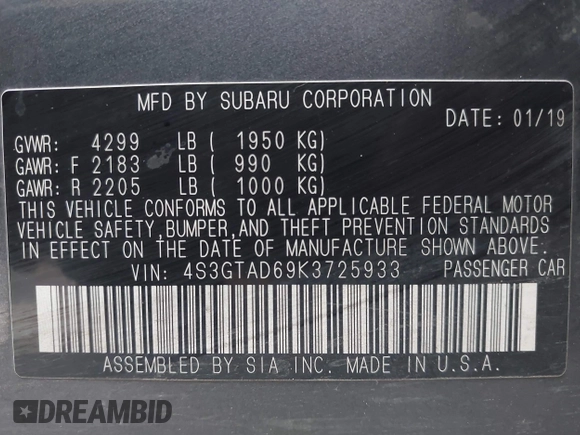 MFD BY SUBARU CORPORATION
DATE: 01/19
GVWR: 4299 LB ( 1950 KG)
GAWR: F 2183 LB ( 990 KG)
GAWR: R 2205 LB ( 1000 KG)
THIS VEHICLE CONFORMS TO ALL APPLICABLE FEDERAL MOTOR
VEHICLE SAFETY,BUMPER,AND THEFT PREVENTION STANDARDS
IN EFFECT ON THE DATE OF MANUFACTURE SHOWN ABOVE.
VIN: 4S3GTAD69K3725933 PASSENGER CAR
ASSEMBLED BY SIA INC. MADE IN U.S.A.
DREAMBID